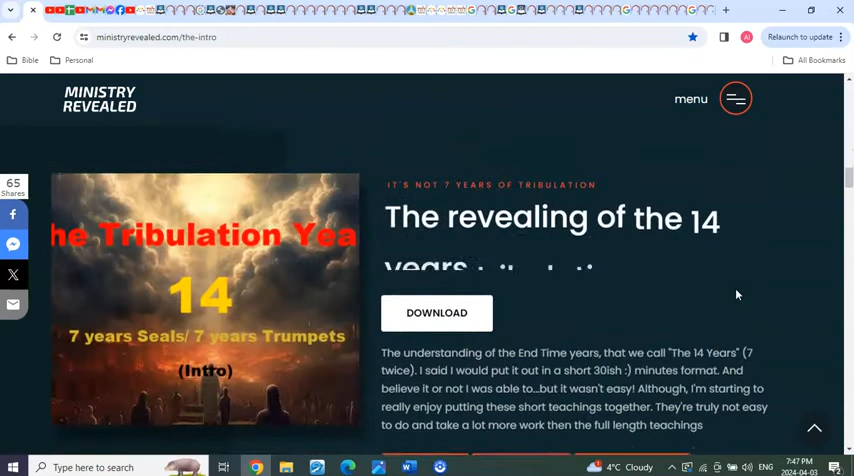 ministryrevealed.com/the-intro
Relaunch to update
Bible
Personal
All Bookmarks
MINISTRY
REVEALED
menu
65
Shares
he Tribulation Yea
14
7 years Seals/ 7 years Trumpets
(Intro)
IT'S NOT 7 YEARS OF TRIBULATION
The revealing of the 14
years
DOWNLOAD
The understanding of the End Time years, that we call "The 14 Years" (7
twice). I said I would put it out in a short 30ish :) minutes format. And
believe it or not I was able to...but it wasn't easy! Although, I'm starting to
really enjoy putting these short teachings together. They're truly not easy
to do and take a lot more work then the full length teachings
Type here to search
4°C Cloudy
ENG
7:47 PM
2024-04-03
2